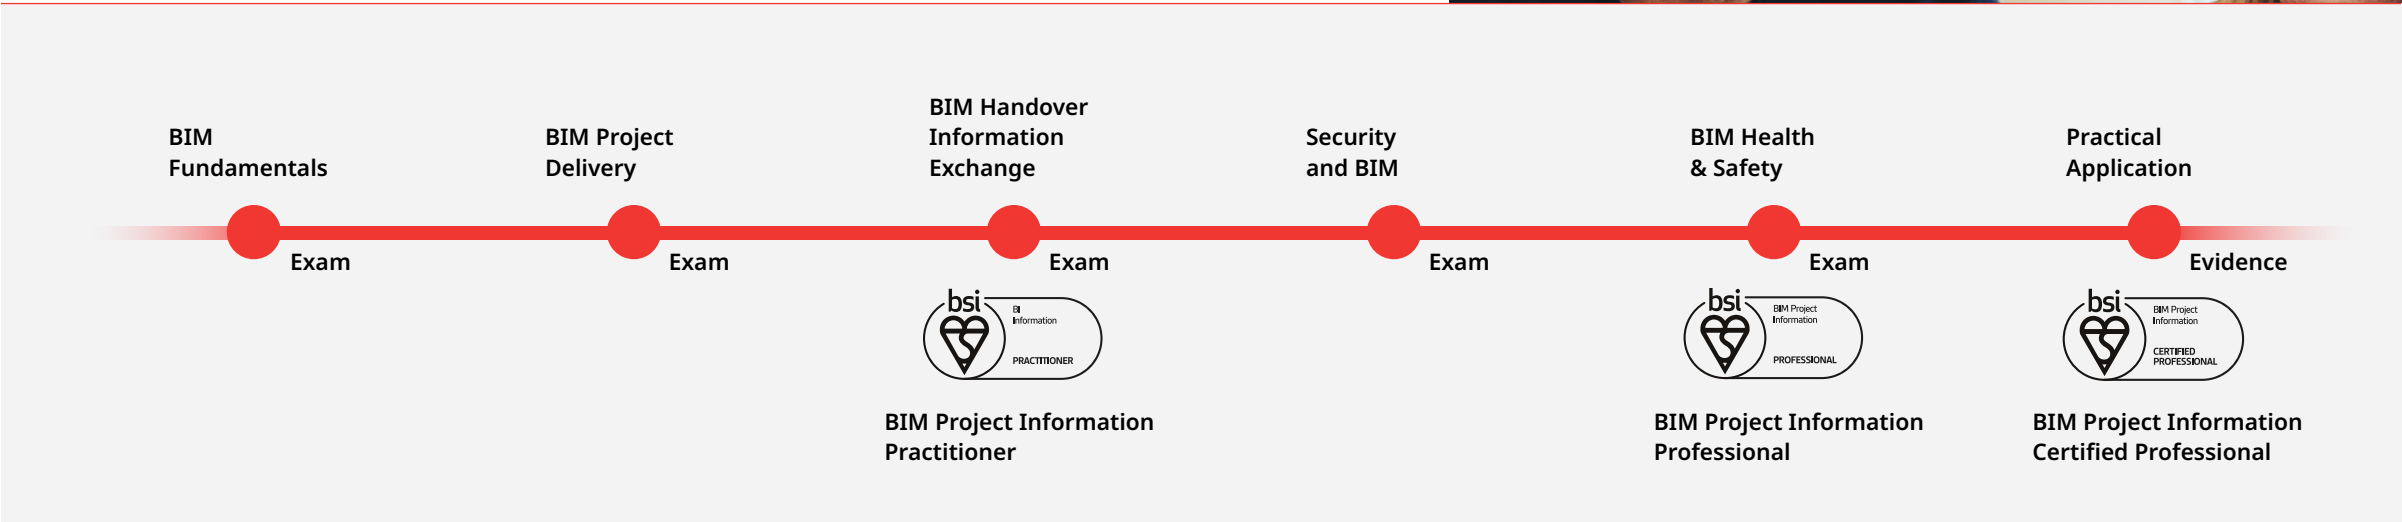 BIM
Fundamentals
Exam
BIM Project
Delivery
Exam
BIM Handover
Information
Exchange
Exam
bsi
BI
Information
PRACTITIONER
BIM Project Information
Practitioner
Security
and BIM
Exam
BIM Health
& Safety
Exam
bsi
BIM Project
Information
PROFESSIONAL
BIM Project Information
Professional
Practical
Application
Evidence
bsi
BIM Project
Information
CERTIFIED
PROFESSIONAL
BIM Project Information
Certified Professional